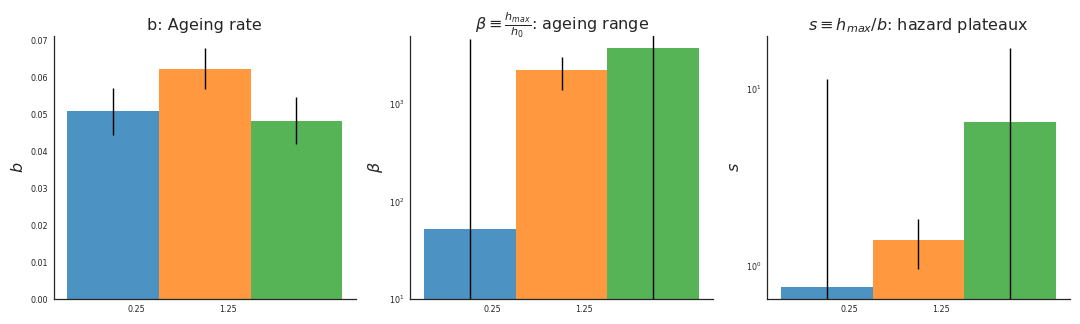 b: Ageing rate
b
0.07
0.06
0.05
0.04
0.03
0.02
0.01
0.00
0.25 1.25
β ≡ h_max/h_0: ageing range
β
10^3
10^2
10^1
0.25 1.25
s ≡ h_max/b: hazard plateaux
s
10^1
10^0
0.25 1.25